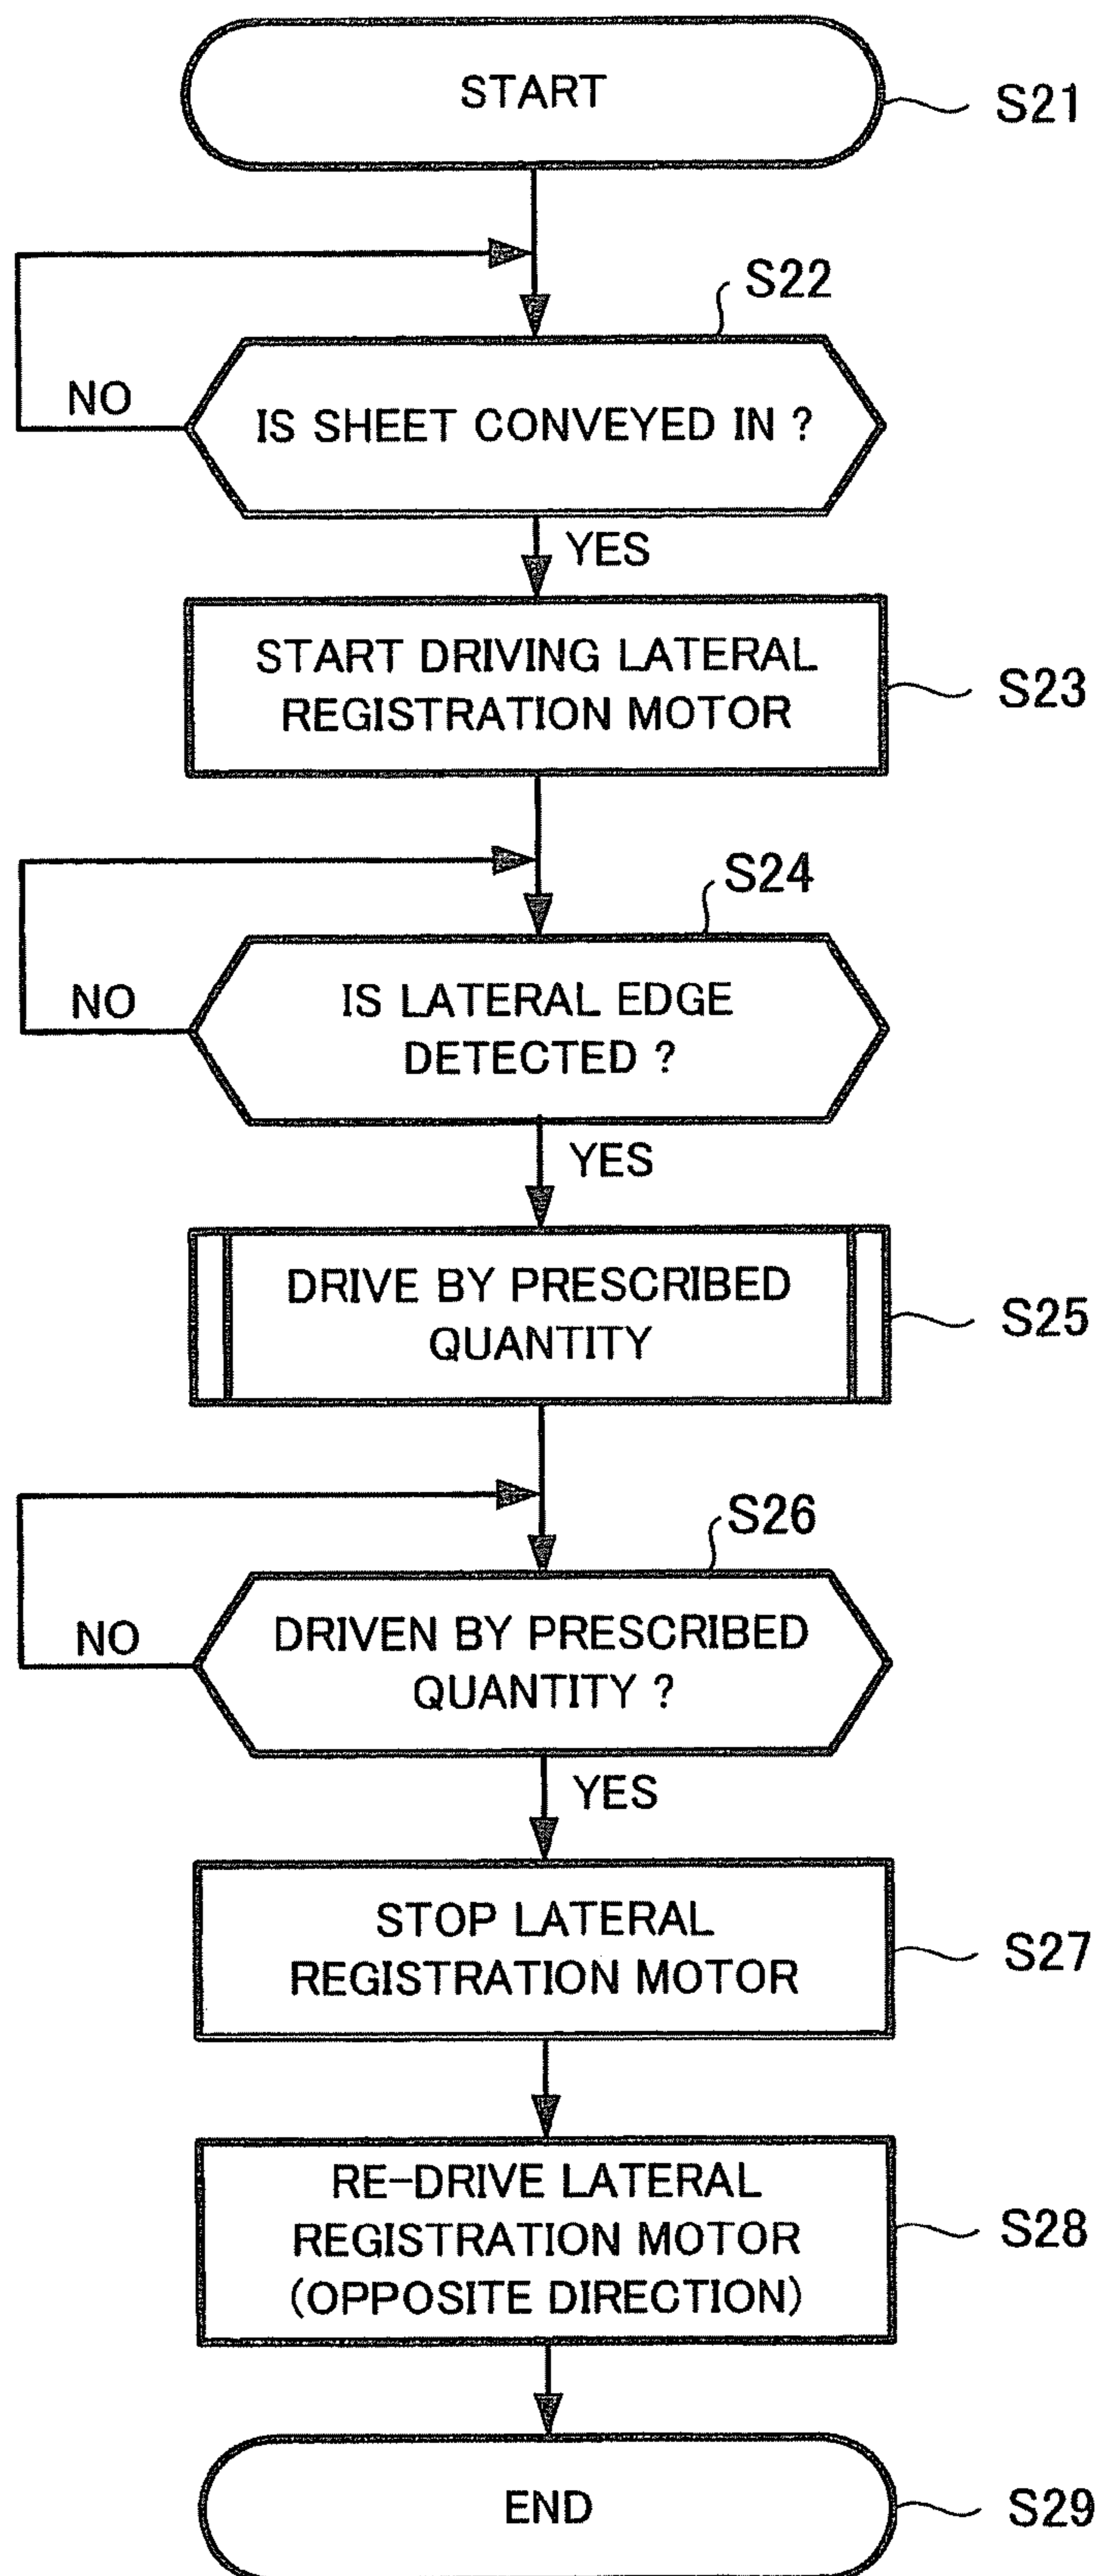 START
S21
S22
NO
IS SHEET CONVEYED IN ?
YES
START DRIVING LATERAL
REGISTRATION MOTOR
S23
S24
NO
IS LATERAL EDGE
DETECTED ?
YES
DRIVE BY PRESCRIBED
QUANTITY
S25
S26
NO
DRIVEN BY PRESCRIBED
QUANTITY ?
YES
STOP LATERAL
REGISTRATION MOTOR
S27
RE-DRIVE LATERAL
REGISTRATION MOTOR
(OPPOSITE DIRECTION)
S28
END
S29